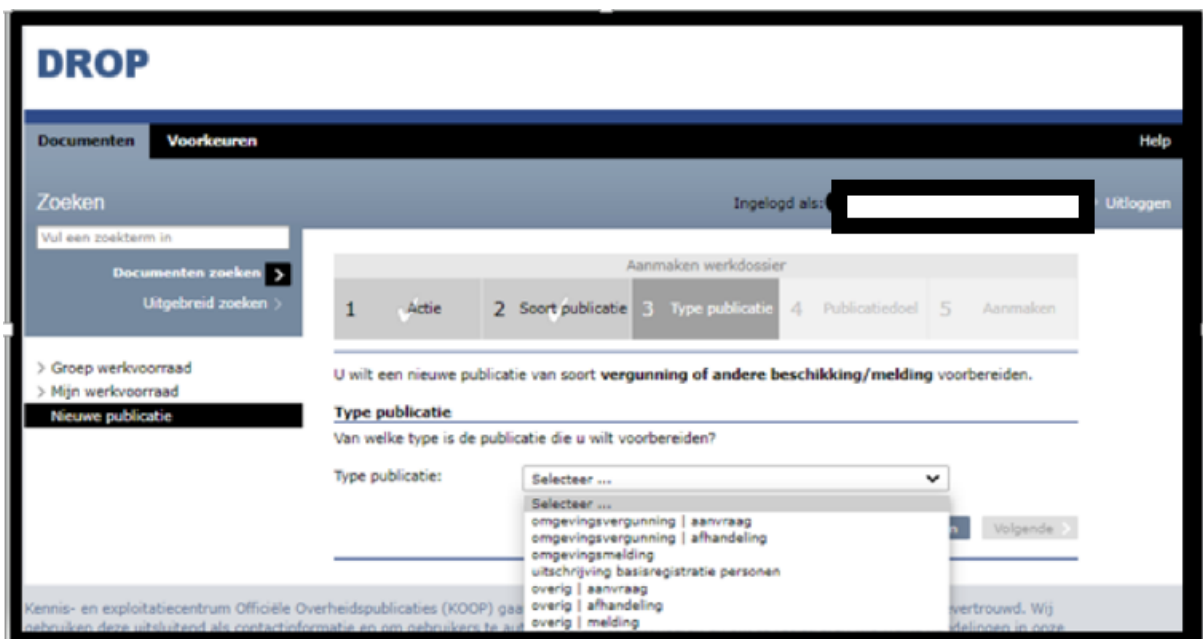 DROP
Documenten Voorkeuren Help
Zoeken
Ingelogd als: Uitloggen
Vul een zoekterm in
Documenten zoeken >
Uitgebreid zoeken >
Aanmaken werkdossier
1 Actie 2 Soort publicatie 3 Type publicatie 4 Publicatiedoel 5 Aanmaken
> Groep werkvoorraad
> Mijn werkvoorraad
Nieuwe publicatie
U wilt een nieuwe publicatie van soort vergunning of andere beschikking/melding voorbereiden.
Type publicatie
Van welke type is de publicatie die u wilt voorbereiden?
Type publicatie: Selecteer ...
Selecteer ...
omgevingsvergunning | aanvraag
omgevingsvergunning | afhandeling
omgevingsmelding
uitschrijving basisregistratie personen
overig | aanvraag
overig | afhandeling
overig | melding
n Volgende >
Kennis- en exploitatiecentrum Officiële Overheidspublicaties (KOOP) gaa vertrouwd. Wij
gebruiken deze uitsluitend als contactinformatie en om gebruikers te aut delingen in onze